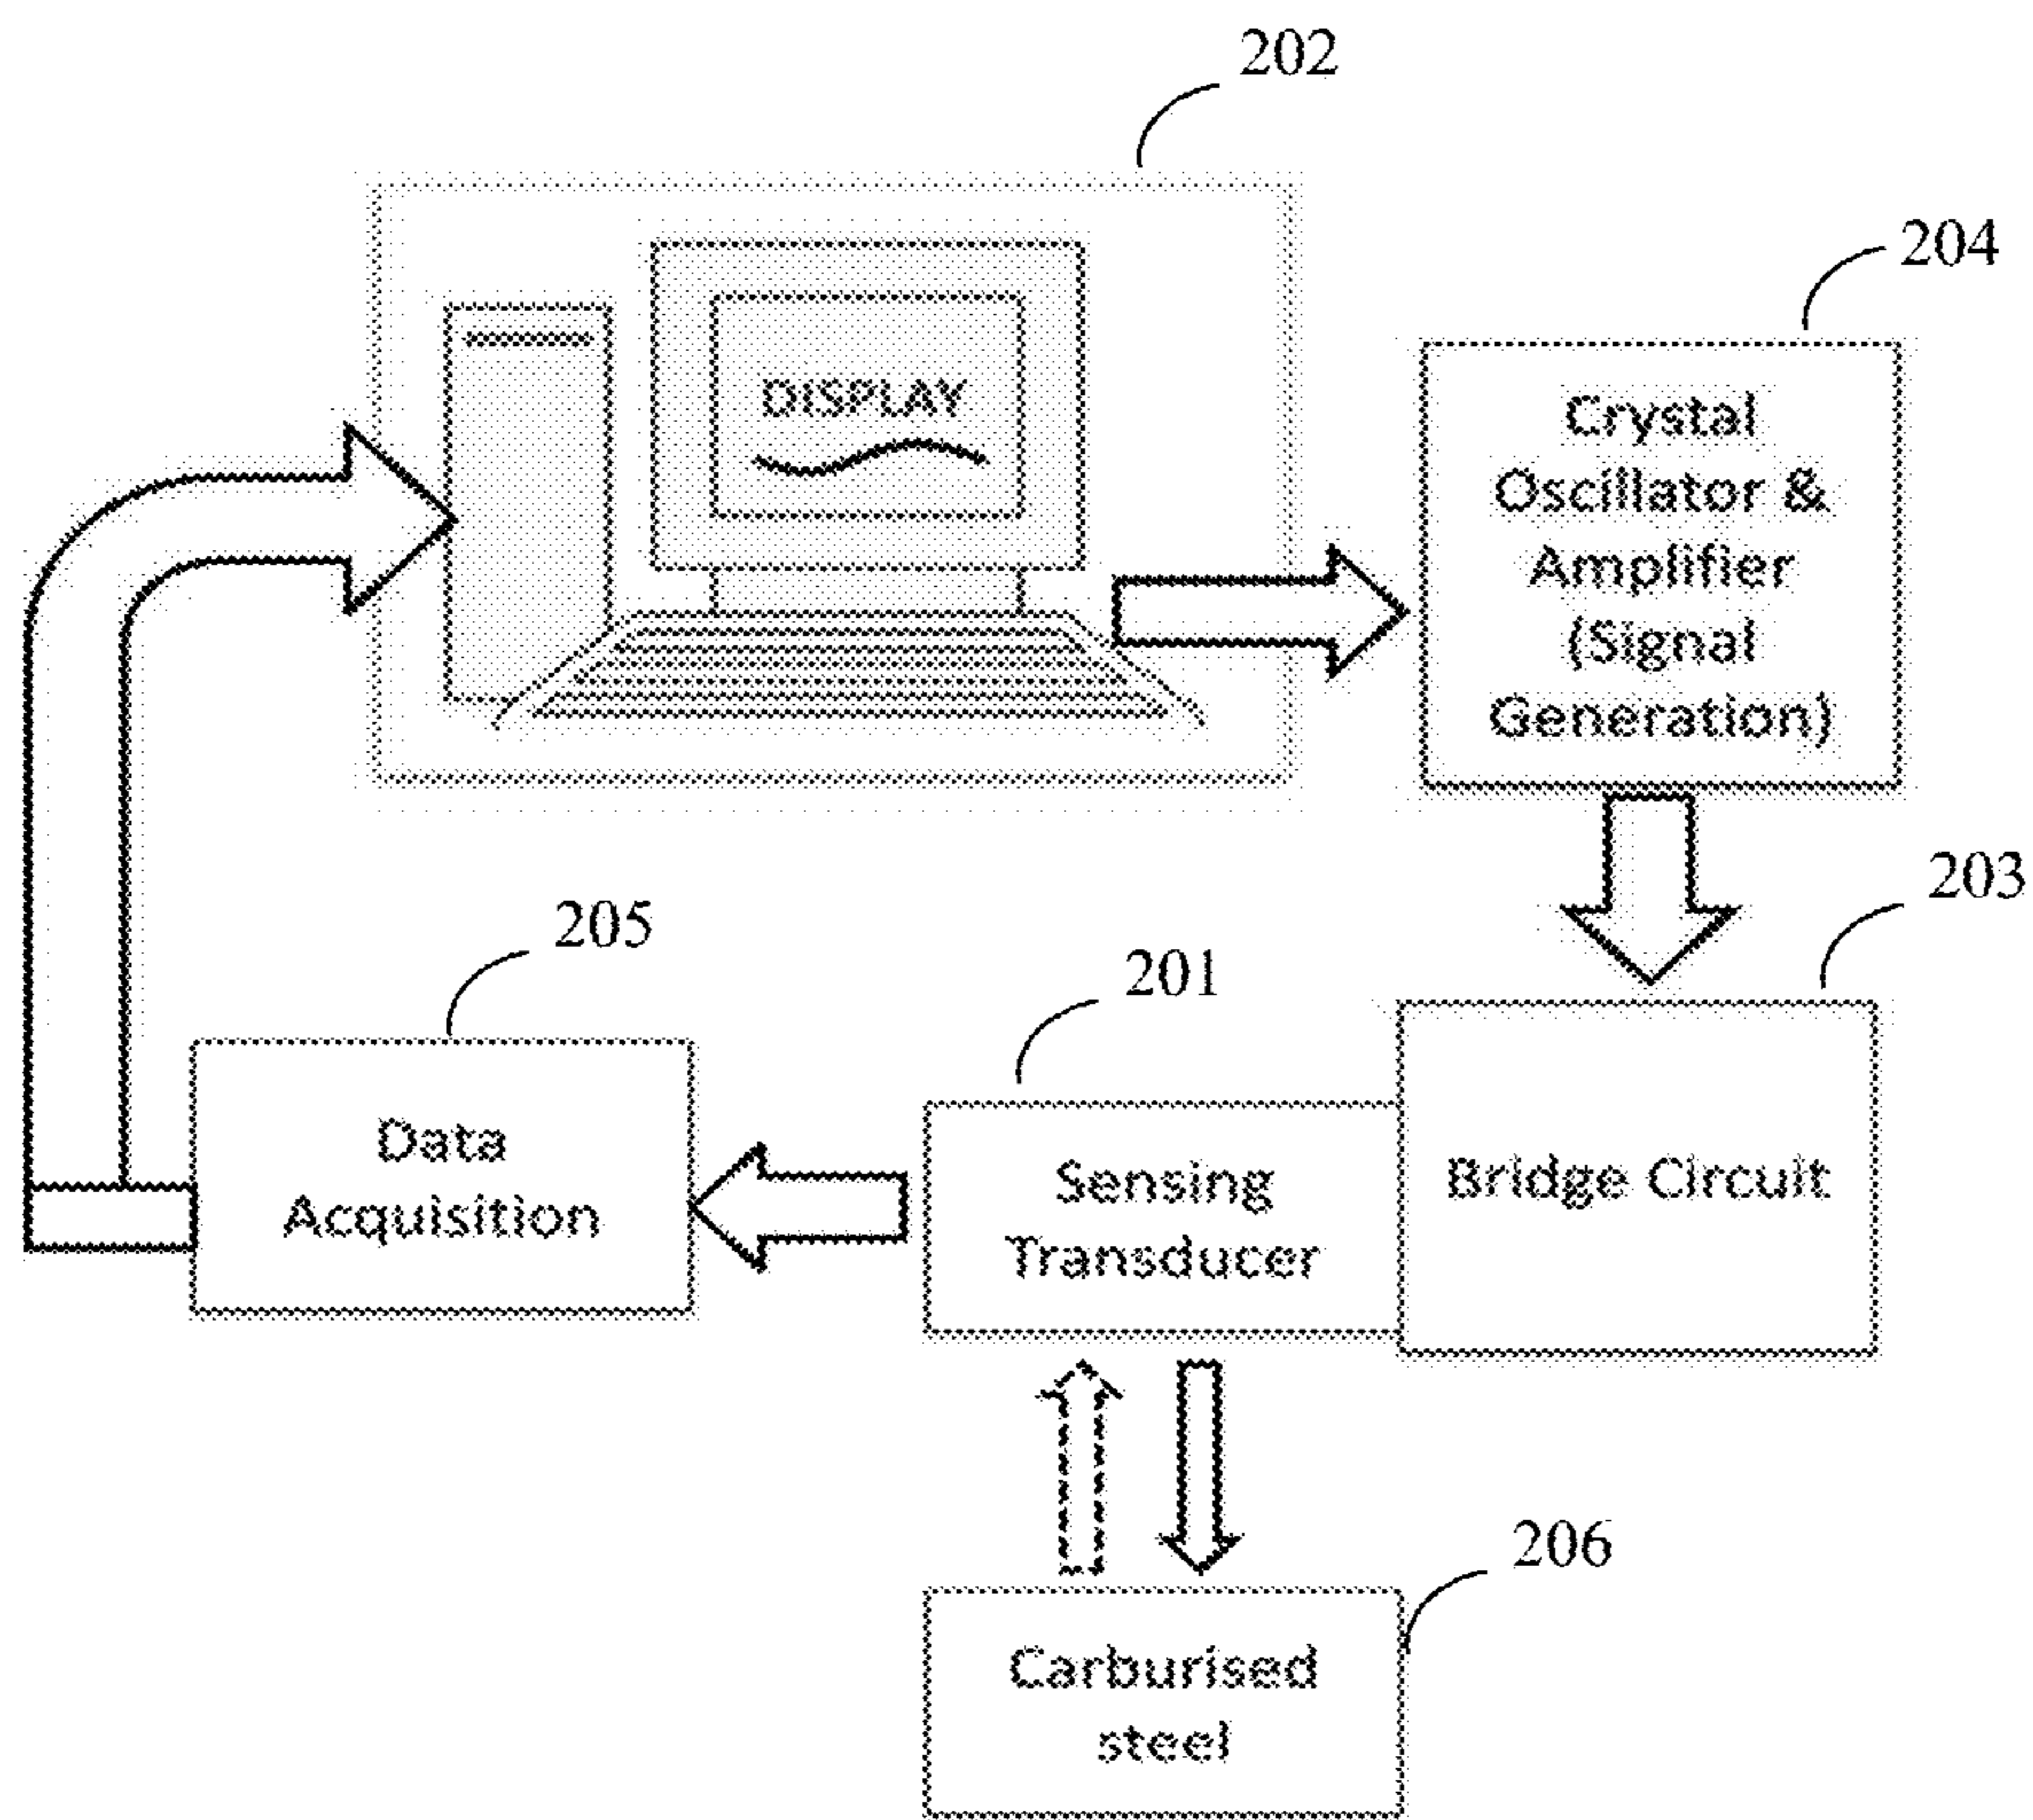 202
204
DISPLAY
Crystal
Oscillator &
Amplifier
(Signal
Generation)
203
205
201
Data
Acquisition
Sensing
Transducer
Bridge Circuit
206
Carburised
steel